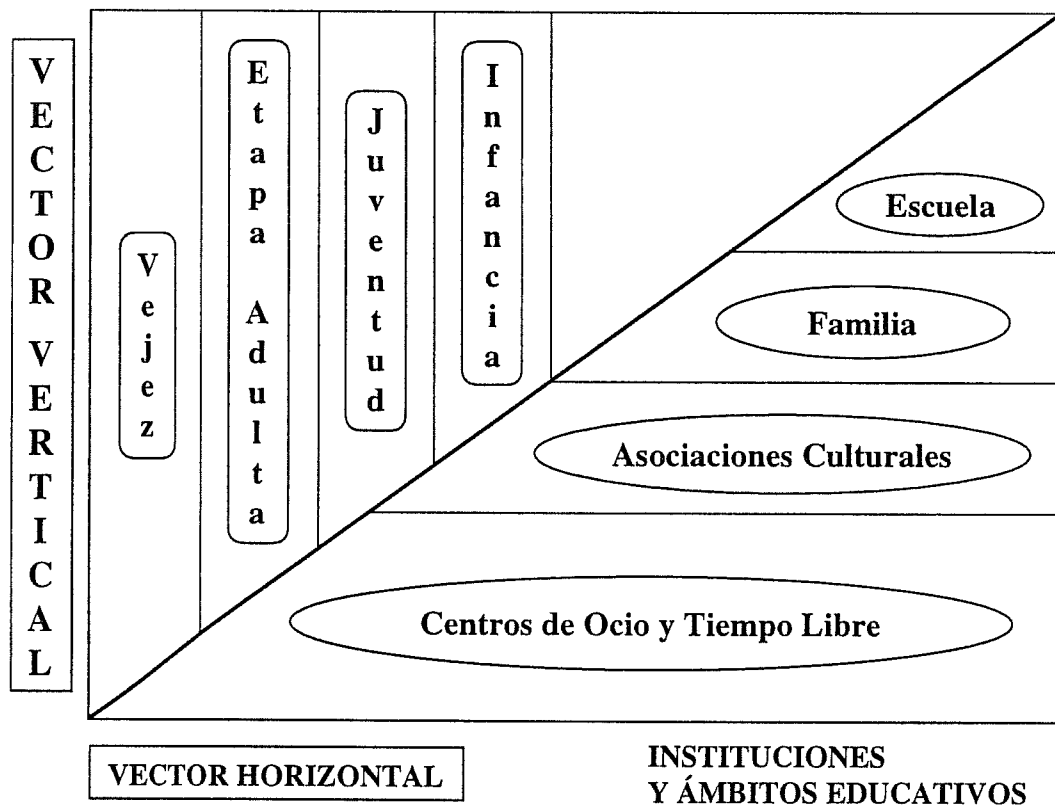 VECTOR VERTICAL
Vejez
Etapa Adulta
Juventud
Infancia
Escuela
Familia
Asociaciones Culturales
Centros de Ocio y Tiempo Libre
VECTOR HORIZONTAL
INSTITUCIONES
Y ÁMBITOS EDUCATIVOS